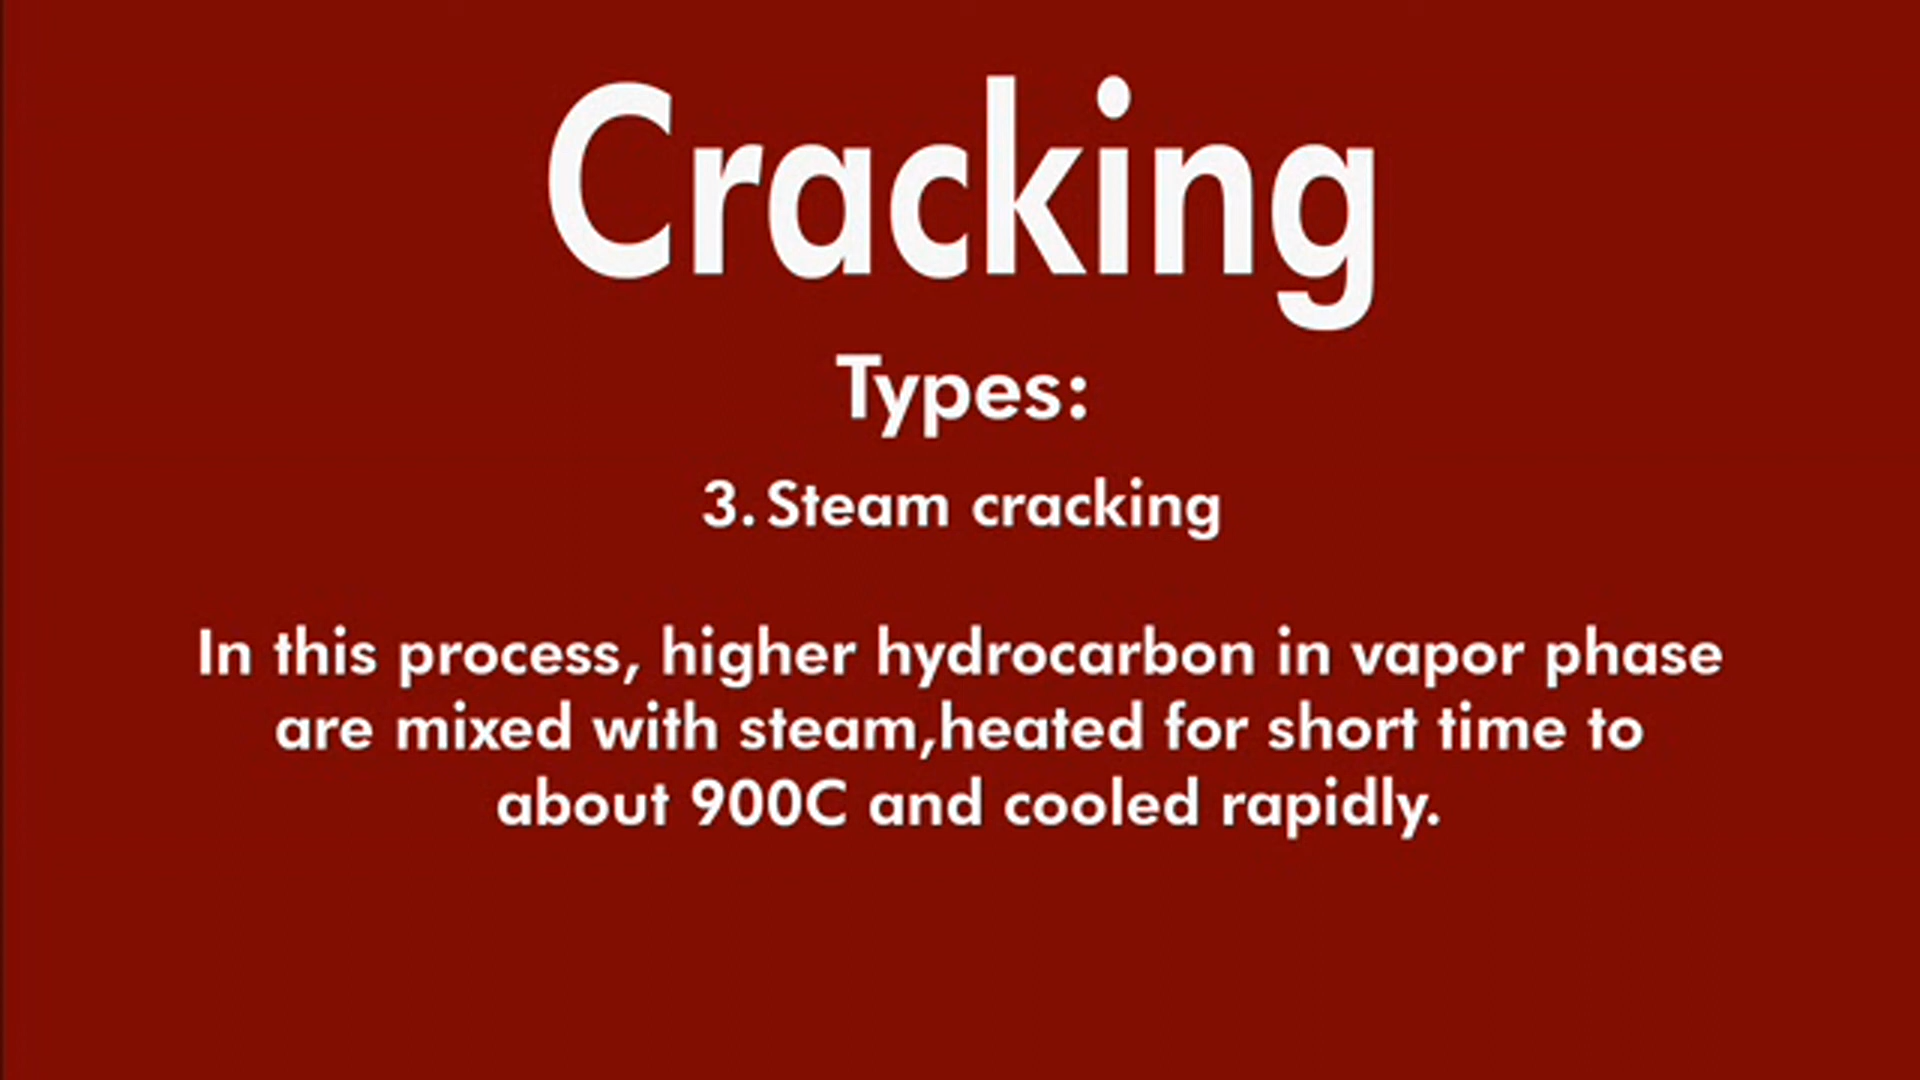 Cracking
Types:
3. Steam cracking
In this process, higher hydrocarbon in vapor phase
are mixed with steam,heated for short time to
about 900C and cooled rapidly.